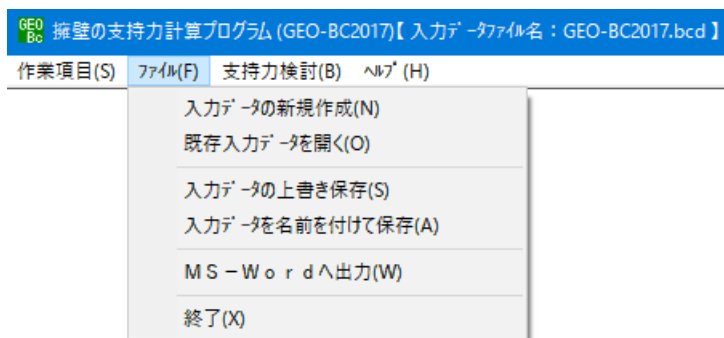 GEO Bc 擁壁の支持力計算プログラム (GEO-BC2017)【 入力ﾃﾞｰﾀﾌｧｲﾙ名：GEO-BC2017.bcd 】
作業項目(S) ﾌｧｲﾙ(F) 支持力検討(B) ﾍﾙﾌﾟ(H)
入力ﾃﾞｰﾀの新規作成(N)
既存入力ﾃﾞｰﾀを開く(O)
入力ﾃﾞｰﾀの上書き保存(S)
入力ﾃﾞｰﾀを名前を付けて保存(A)
ＭＳ－Ｗｏｒｄへ出力(W)
終了(X)